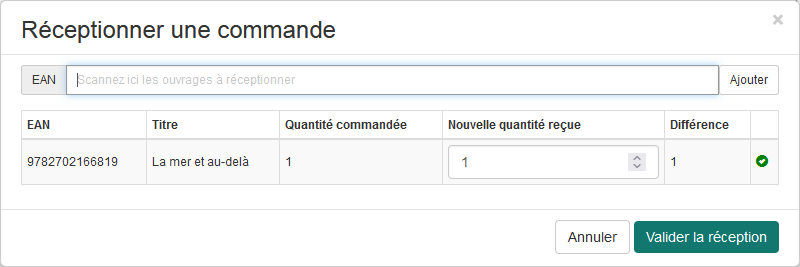 Réceptionner une commande
×
EAN Scannez ici les ouvrages à réceptionner Ajouter
EAN Titre Quantité commandée Nouvelle quantité reçue Différence
9782702166819 La mer et au-delà 1 1 1
Annuler Valider la réception